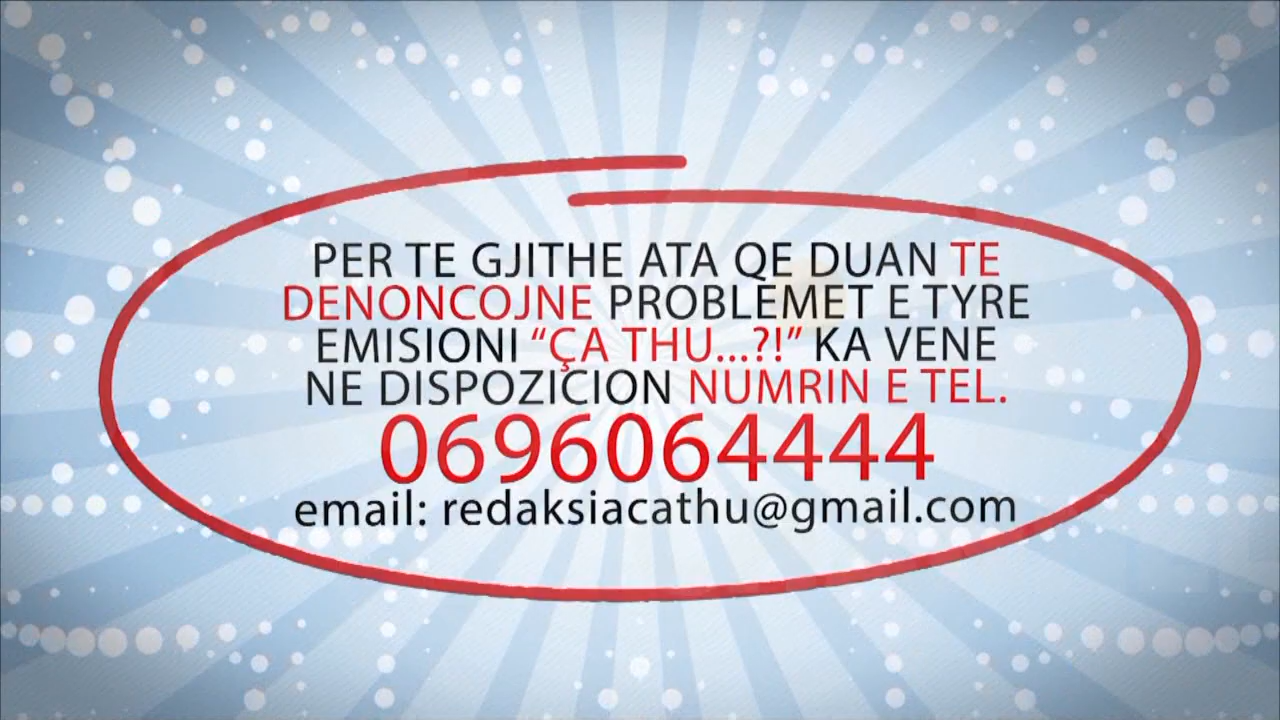 PER TE GJITHE ATA QE DUAN TE
DENONCOJNE PROBLEMET E TYRE
EMISIONI “ÇA THU...?!” KA VENE
NE DISPOZICION NUMRIN E TEL.
0696064444
email: redaksiacathu@gmail.com